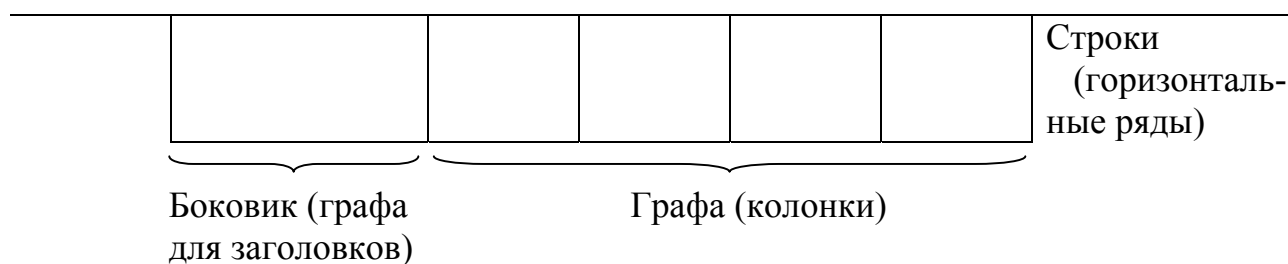 Строки
(горизонталь-
ные ряды)
Боковик (графа
для заголовков)
Графа (колонки)